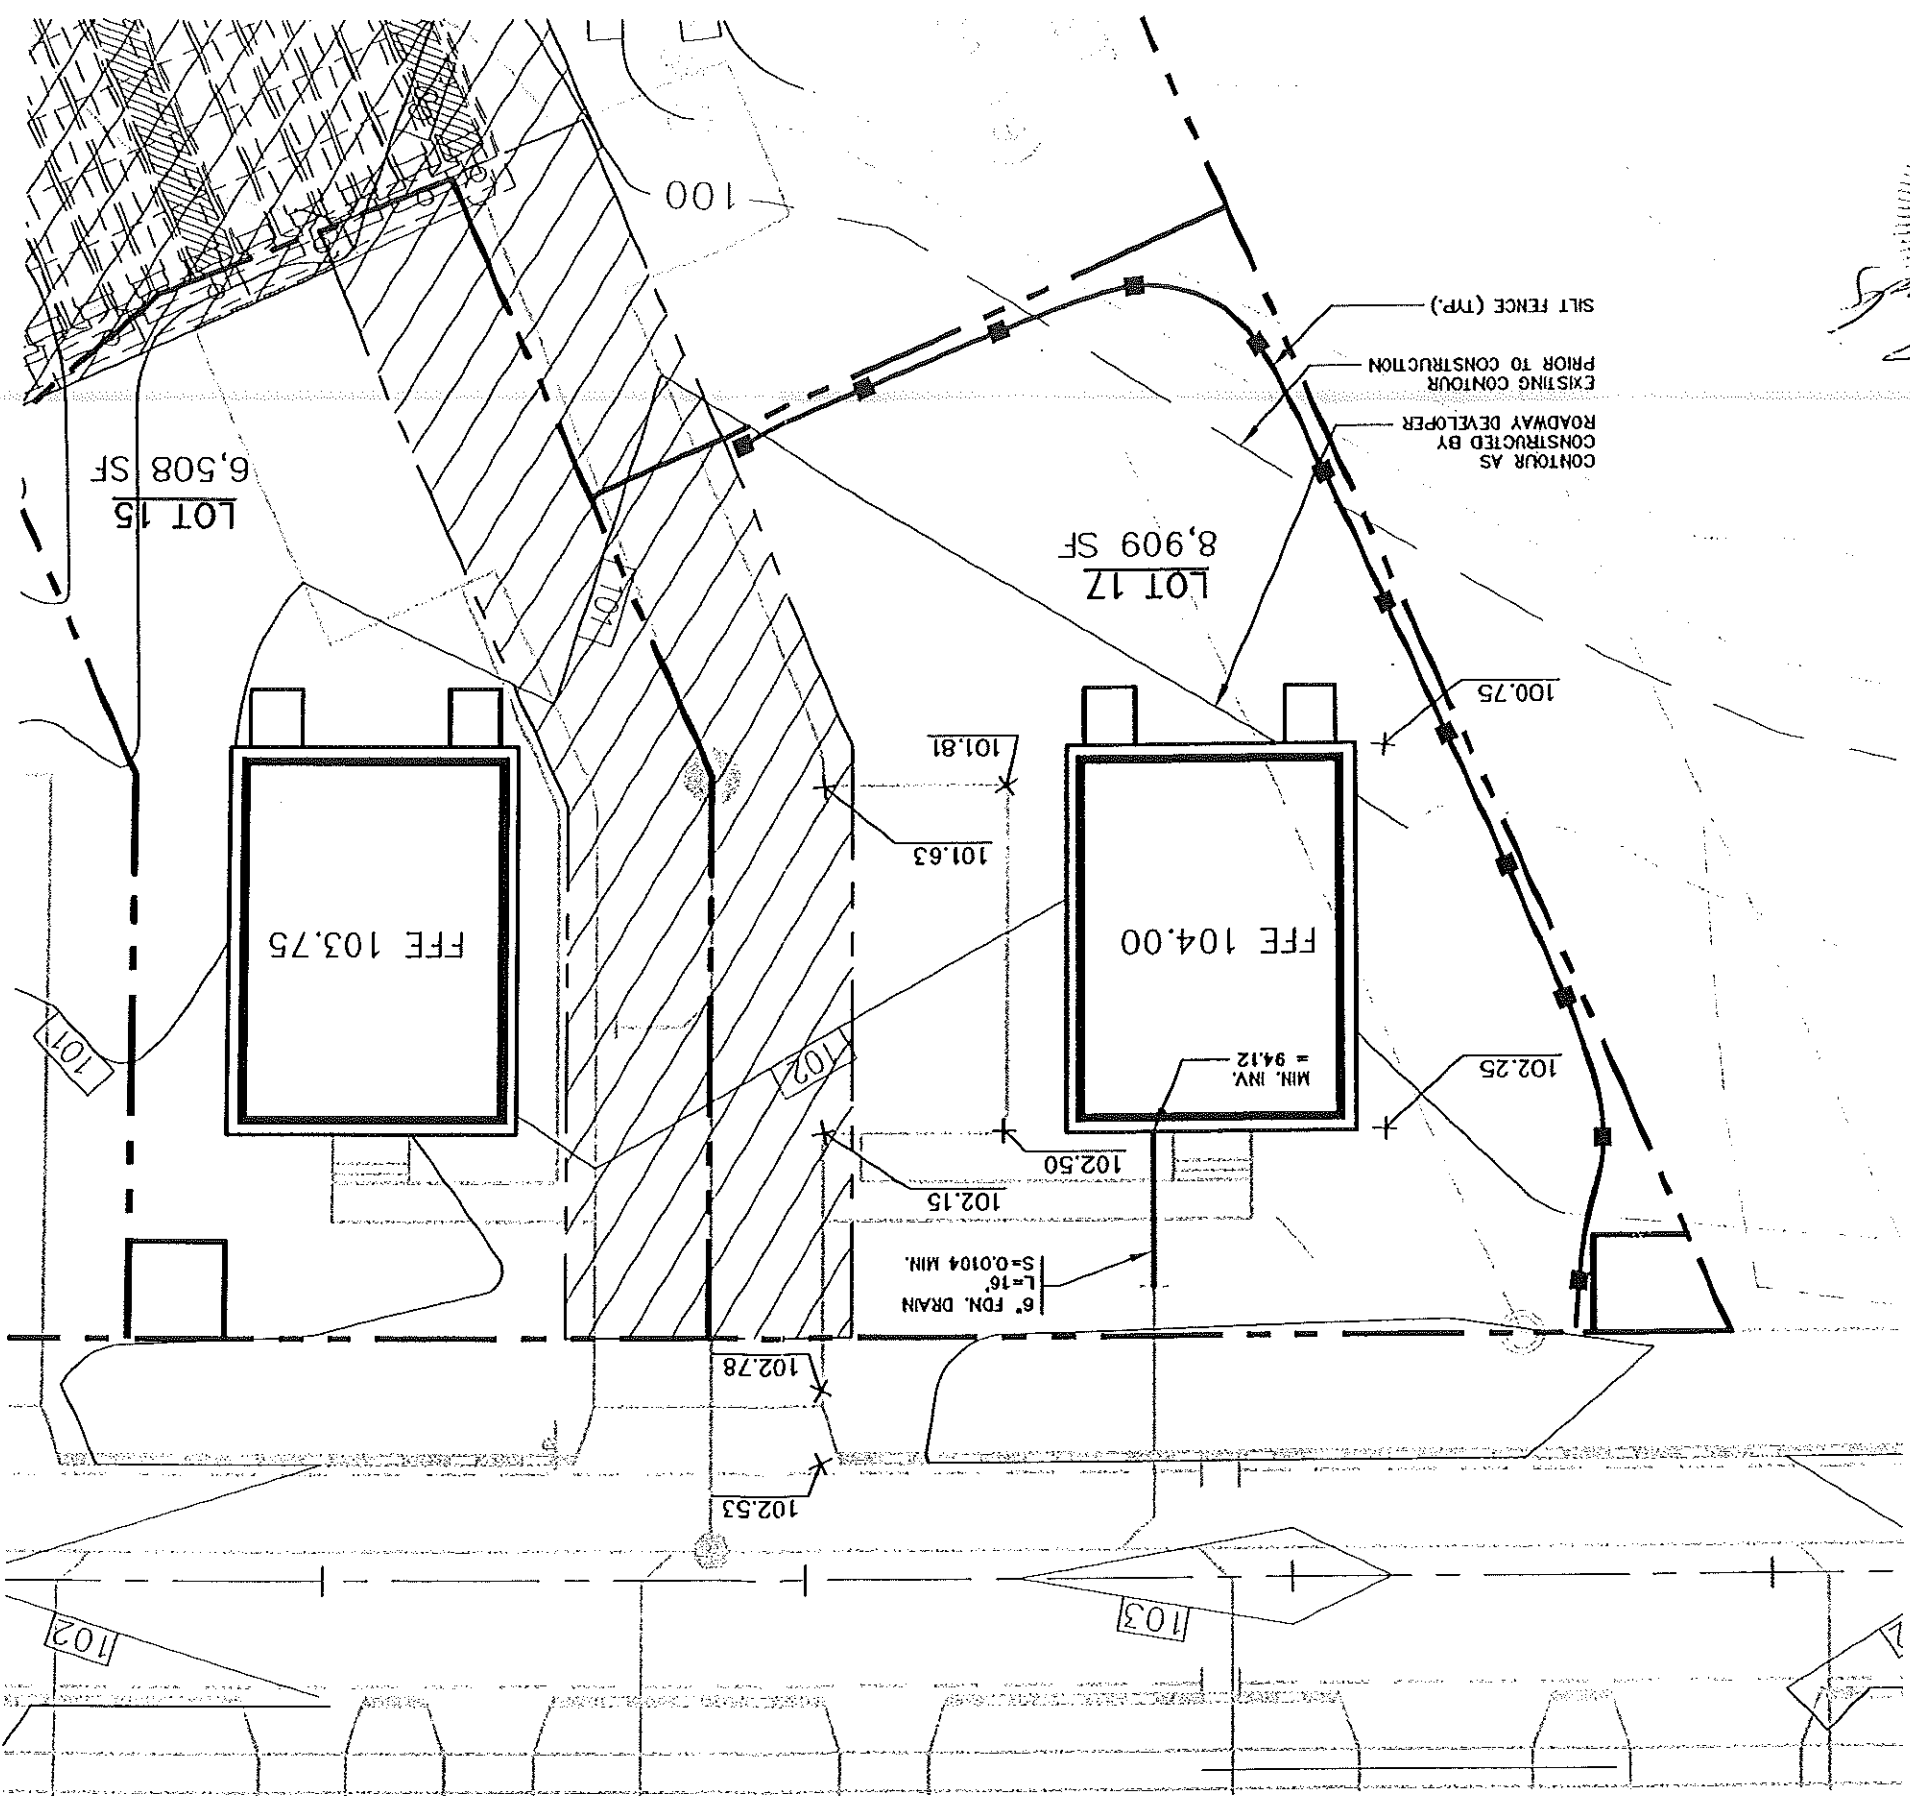 102
103
102.53
102.78
6" FDN. DRAIN
L=16'
S=0.0104 MIN.
102.15
102.50
102.25
MIN. INV.
= 94.12
102
101
FFE 104.00
FFE 103.75
101.63
101.81
100.75
101
LOT 17
8,909 SF
LOT 15
6,508 SF
CONTOUR AS
CONSTRUCTED BY
ROADWAY DEVELOPER
EXISTING CONTOUR
PRIOR TO CONSTRUCTION
SILT FENCE (TYP.)
100